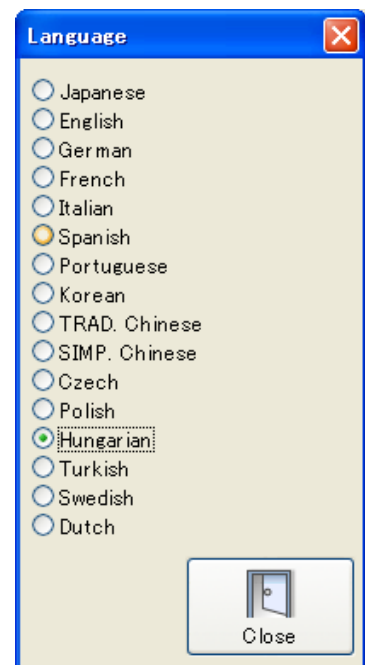 Language
Japanese
English
German
French
Italian
Spanish
Portuguese
Korean
TRAD. Chinese
SIMP. Chinese
Czech
Polish
Hungarian
Turkish
Swedish
Dutch
Close